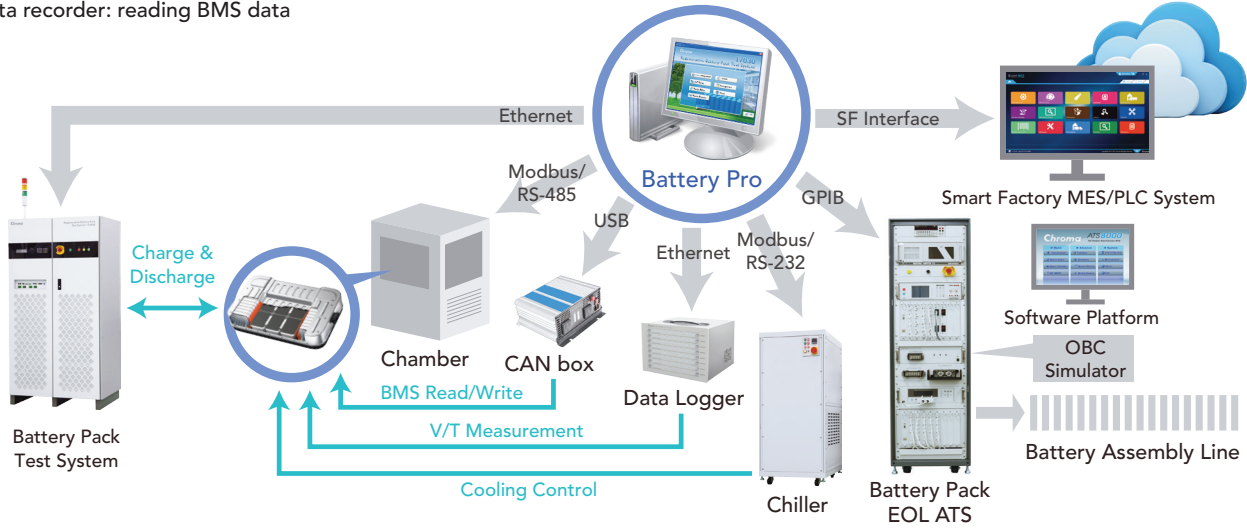 ta recorder: reading BMS data
Ethernet
SF Interface
Modbus/
RS-485
Battery Pro
GPIB
Smart Factory MES/PLC System
USB
Ethernet
Modbus/
RS-232
Charge &
Discharge
Chroma ATS8000
Software Platform
Chamber
CAN box
OBC
Simulator
BMS Read/Write
Data Logger
V/T Measurement
Battery Pack
Test System
Battery Assembly Line
Cooling Control
Chiller
Battery Pack
EOL ATS